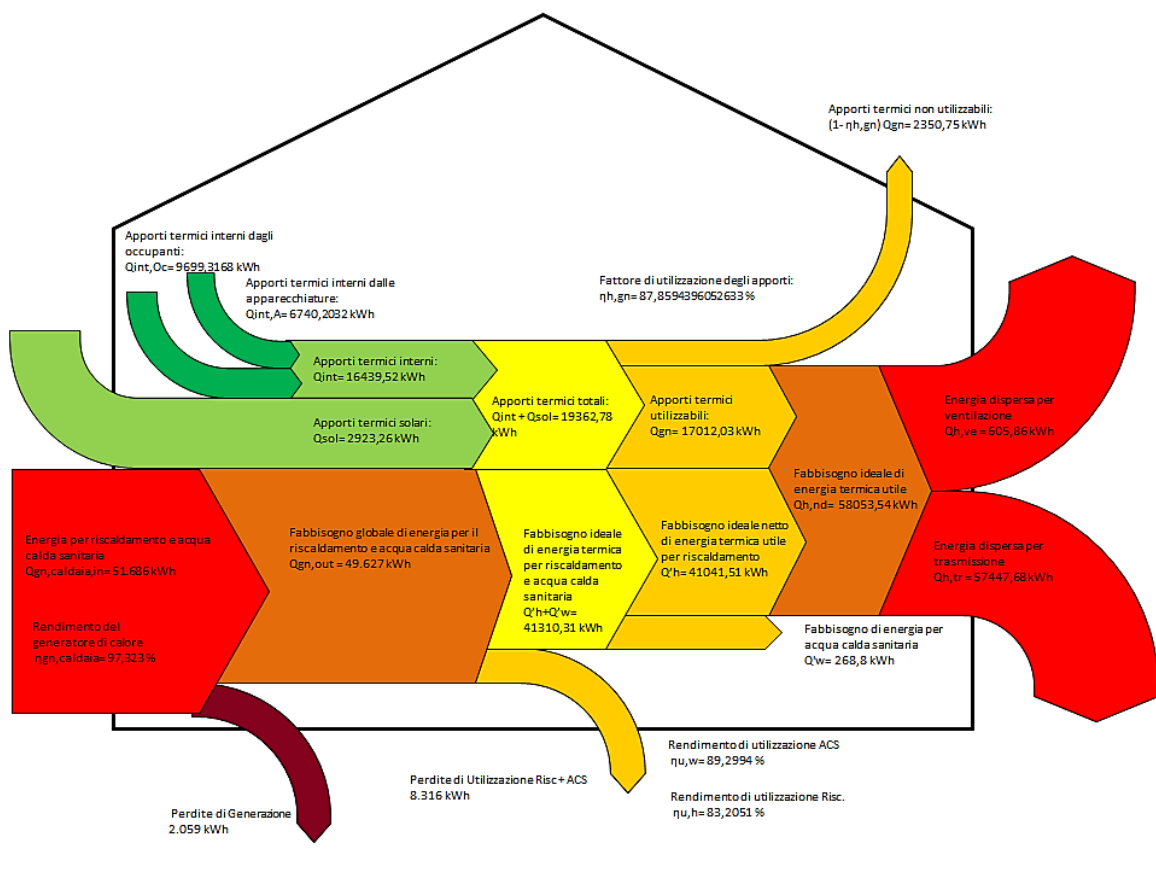 Apporti termici non utilizzabili:
(1- ηh,gn) Qgn= 2350,75 kWh
Apporti termici interni dagli
occupanti:
Qint,Oc= 9699,3168 kWh
Apporti termici interni dalle
apparecchiature:
Qint,A= 6740,2032 kWh
Fattore di utilizzazione degli apporti:
ηh,gn= 87,8594396052633 %
Apporti termici interni:
Qint= 16439,52 kWh
Apporti termici solari:
Qsol= 2923,26 kWh
Apporti termici totali:
Qint + Qsol= 19362,78
kWh
Apporti termici
utilizzabili:
Qgn= 17012,03 kWh
Energia dispersa per
ventilazione
Qh,ve = 605,86 kWh
Fabbisogno ideale di
energia termica utile
Qh,nd= 58053,54 kWh
Energia per riscaldamento e acqua
calda sanitaria
Qgn,caldaia,in= 51.686 kWh
Rendimento del
generatore di calore
ηgn,caldaia= 97,323 %
Fabbisogno globale di energia per il
riscaldamento e acqua calda sanitaria
Qgn,out = 49.627 kWh
Fabbisogno ideale
di energia termica
per riscaldamento
e acqua calda
sanitaria
Q'h+Q'w=
41310,31 kWh
Fabbisogno ideale netto
di energia termica utile
per riscaldamento
Q'h= 41041,51 kWh
Energia dispersa per
trasmissione
Qh,tr = 57447,68 kWh
Fabbisogno di energia per
acqua calda sanitaria
Q'w= 268,8 kWh
Rendimento di utilizzazione ACS
ηu,w= 89,2994 %
Rendimento di utilizzazione Risc.
ηu,h= 83,2051 %
Perdite di Utilizzazione Risc + ACS
8.316 kWh
Perdite di Generazione
2.059 kWh